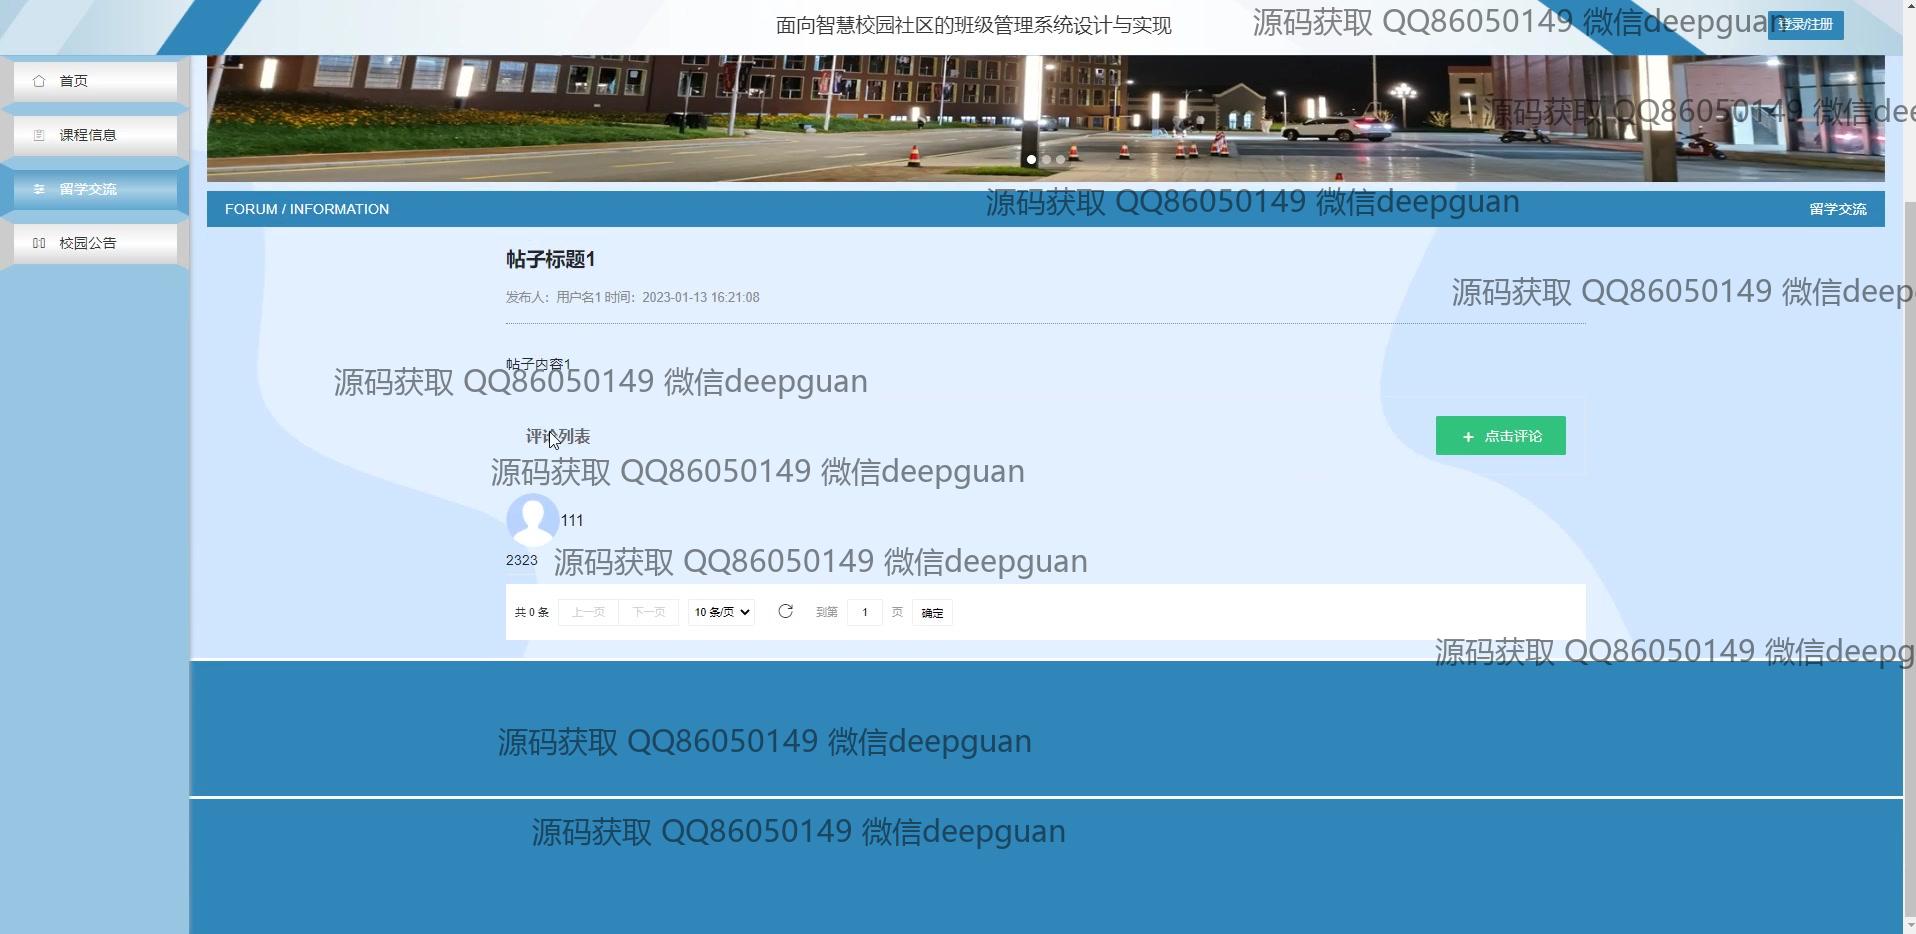 面向智慧校园社区的班级管理系统设计与实现
源码获取 QQ86050149 微信deepguan
登录/注册
首页
课程信息
留学交流
校园公告
源码获取 QQ86050149 微信dee
FORUM / INFORMATION
源码获取 QQ86050149 微信deepguan
留学交流
帖子标题1
发布人：用户名1 时间：2023-01-13 16:21:08
源码获取 QQ86050149 微信deep
帖子内容1
源码获取 QQ86050149 微信deepguan
评论列表
+ 点击评论
源码获取 QQ86050149 微信deepguan
111
2323
源码获取 QQ86050149 微信deepguan
共 0 条 上一页 下一页 10 条/页 到第 1 页 确定
源码获取 QQ86050149 微信deepg
源码获取 QQ86050149 微信deepguan
源码获取 QQ86050149 微信deepguan